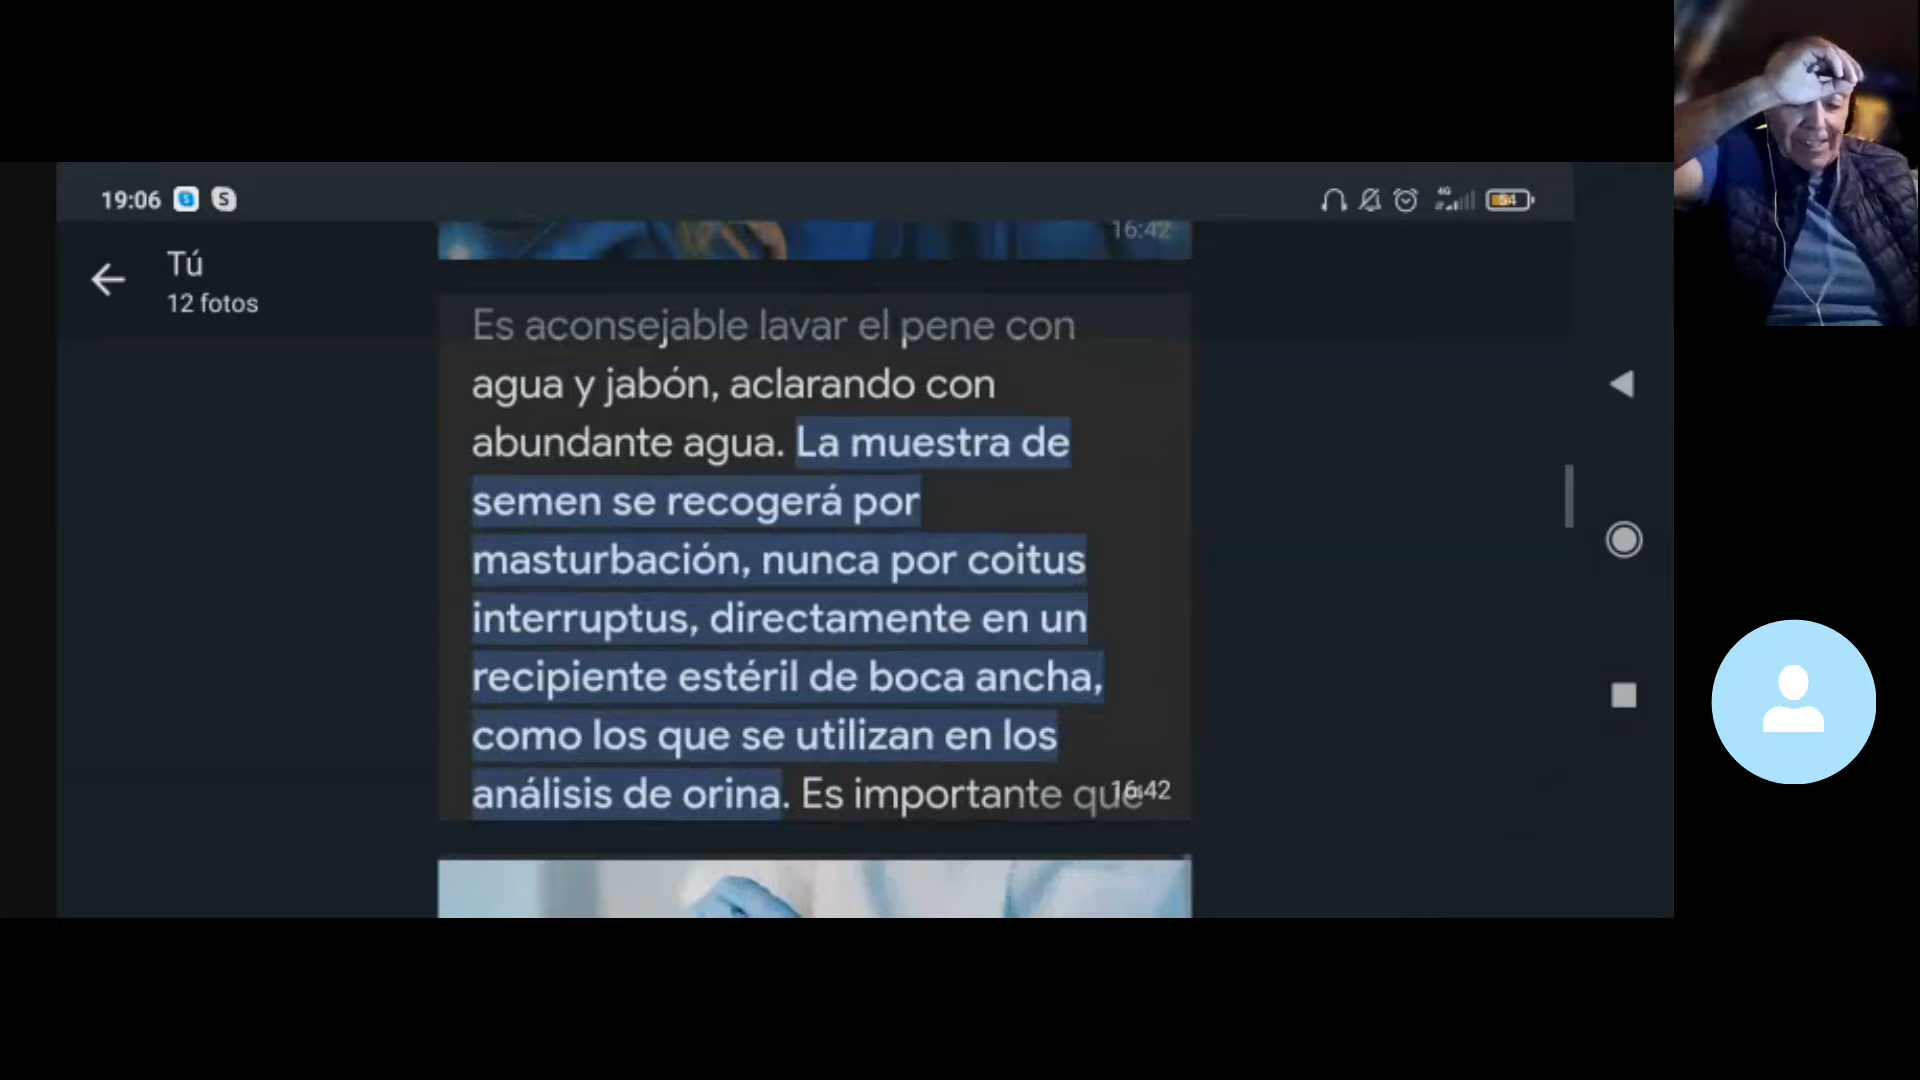 19:06
4G
54
Tú
12 fotos
16:42
Es aconsejable lavar el pene con
agua y jabón, aclarando con
abundante agua. La muestra de
semen se recogerá por
masturbación, nunca por coitus
interruptus, directamente en un
recipiente estéril de boca ancha,
como los que se utilizan en los
análisis de orina. Es importante que
16:42